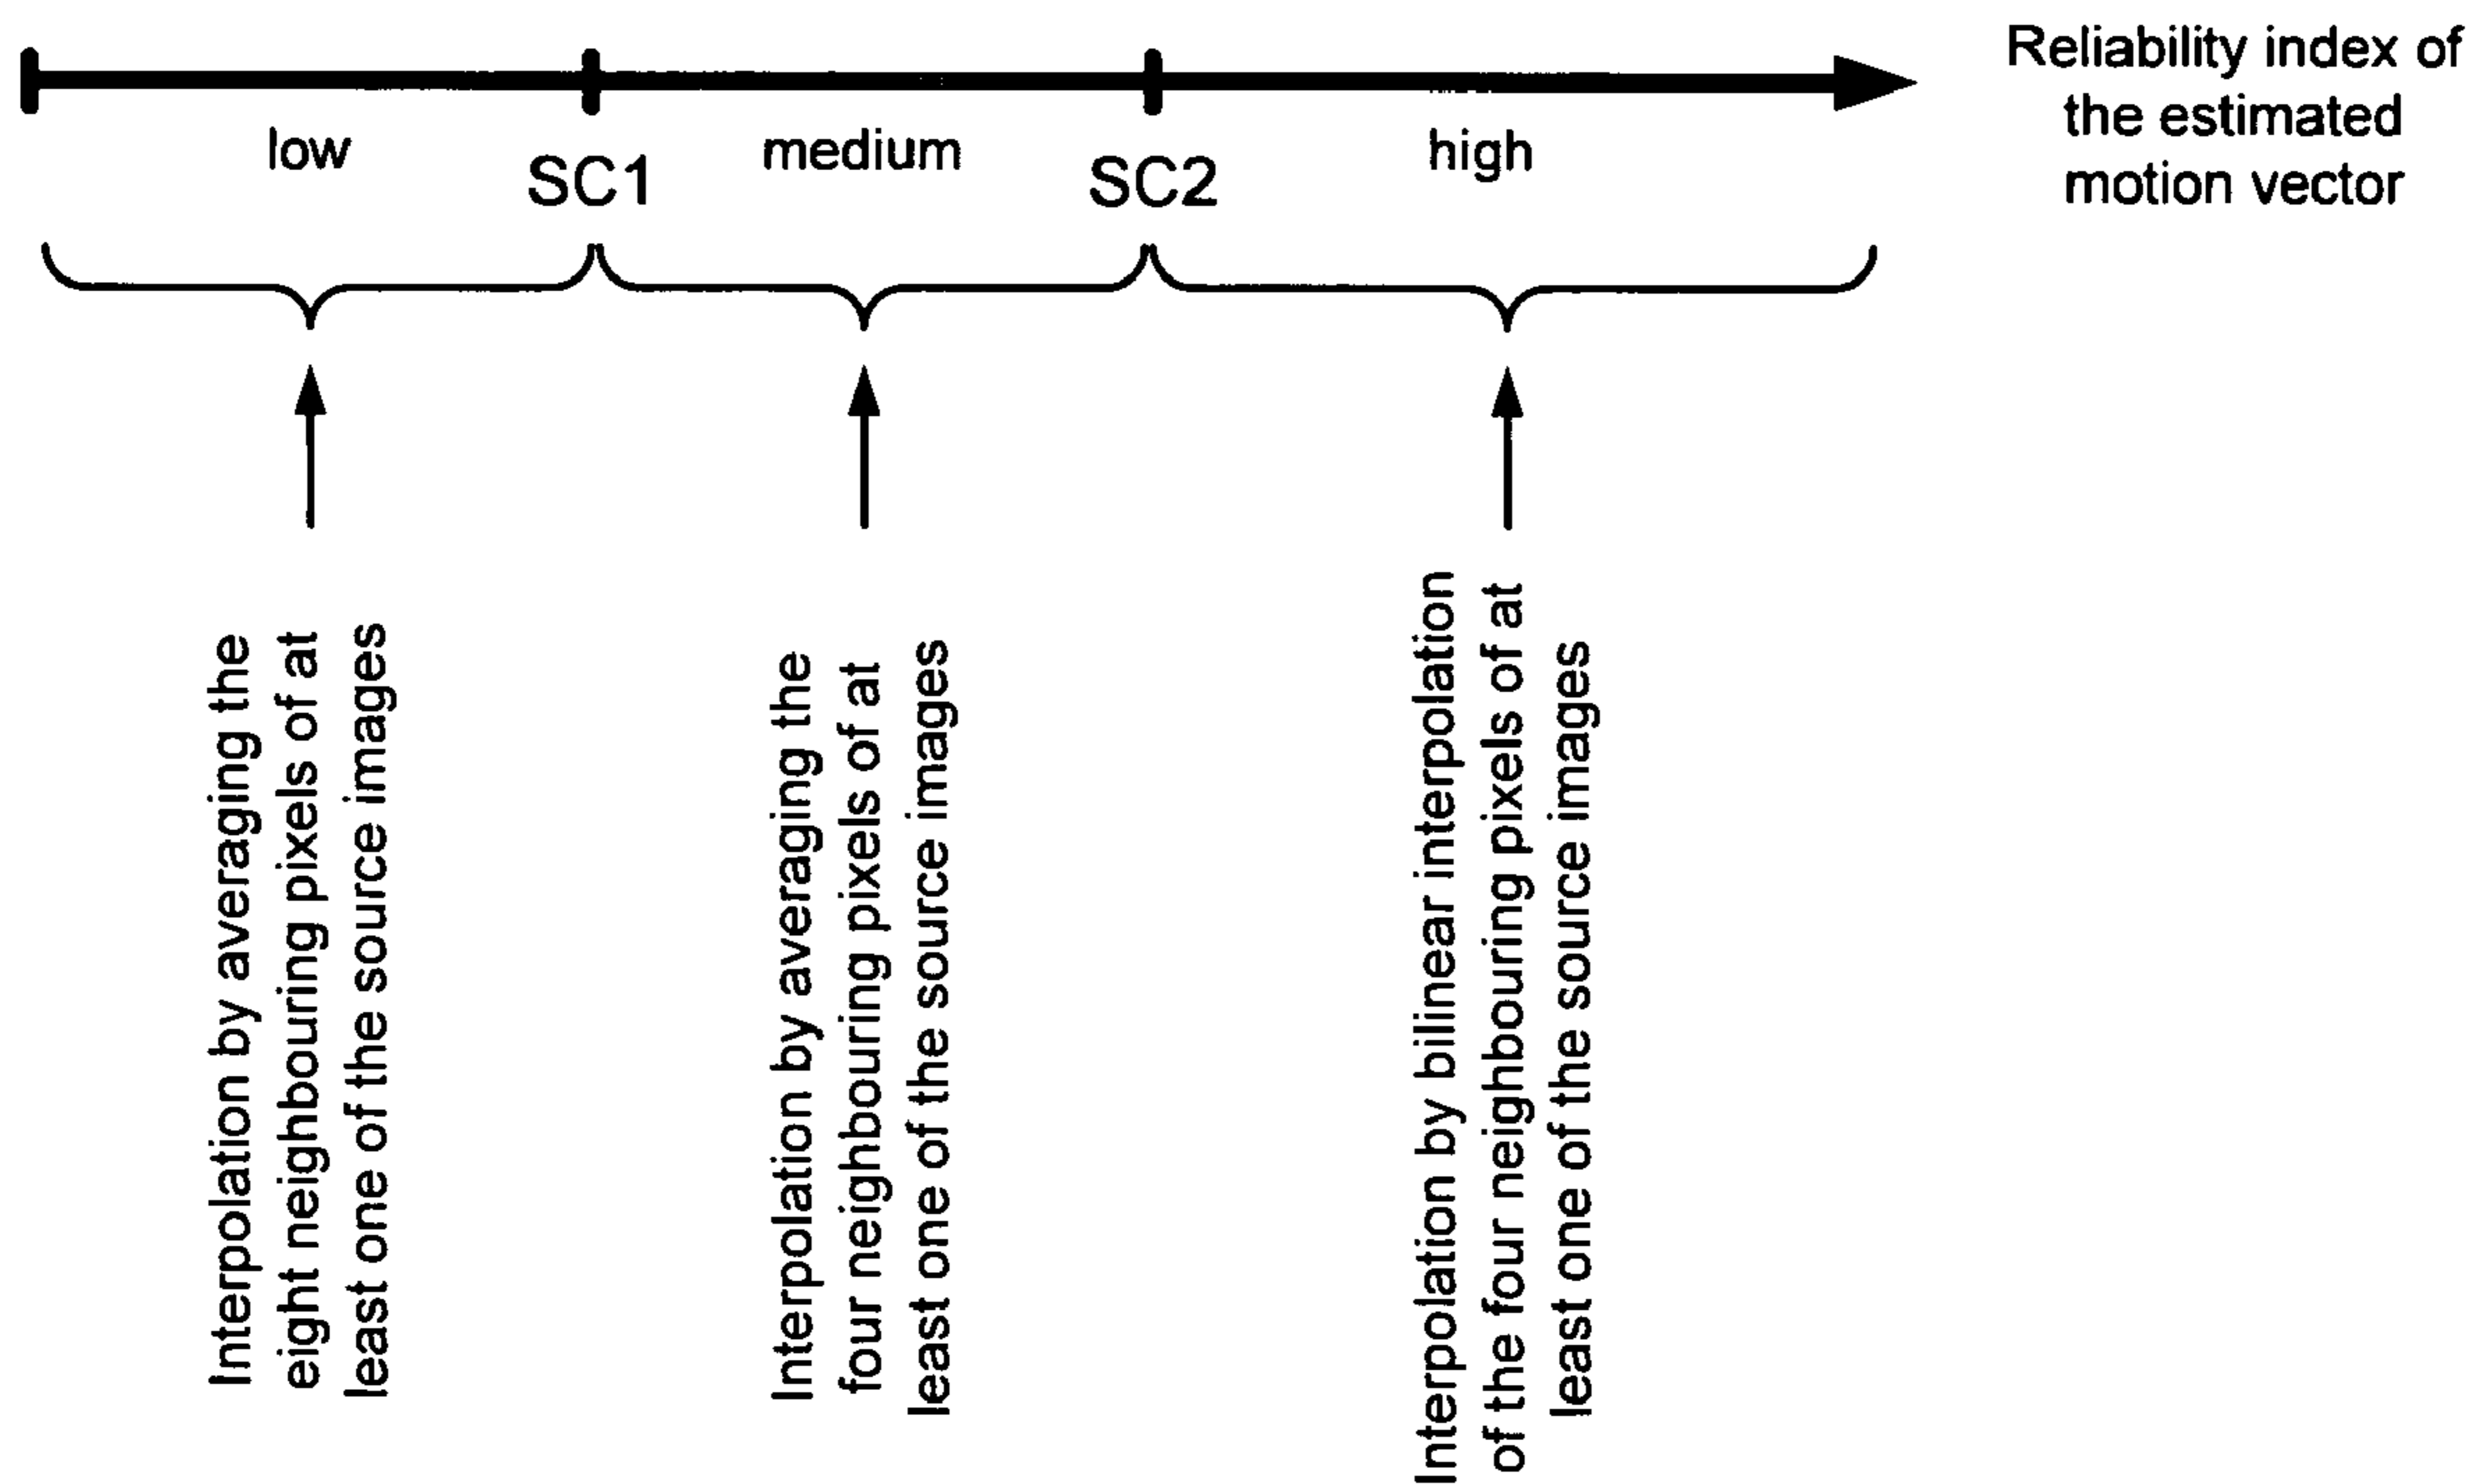 Reliability index of
the estimated
motion vector
low
SC1
medium
SC2
high
Interpolation by averaging the
eight neighbouring pixels of at
least one of the source images
Interpolation by averaging the
four neighbouring pixels of at
least one of the source images
Interpolation by bilinear interpolation
of the four neighbouring pixels of at
least one of the source images